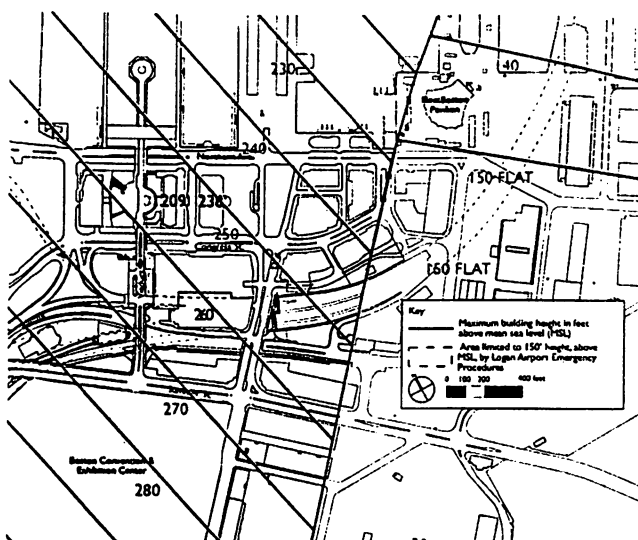 230
40
240
150 FLAT
209
238
250
150 FLAT
260
Key
Maximum building height in feet
above mean sea level (MSL)
Area limited to 150' height, above
MSL, by Logan Airport Emergency
Procedures
0 100 200 400 feet
270
Boston Convention &
Exhibition Center
280